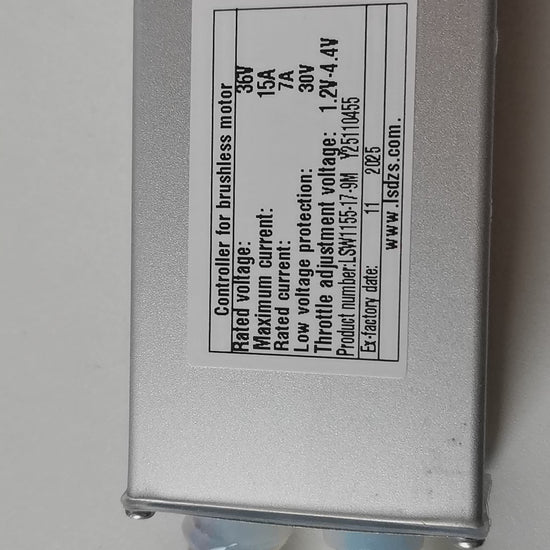 Controller for brushless motor
Rated voltage: 36V
Maximum current: 15A
Rated current: 7A
Low voltage protection: 30V
Throttle adjustment voltage: 1.2V-4.4V
Product number:LSW1155-17-9M Y25110455
Ex-factory date: 11 2025
www.lsdzs.com.